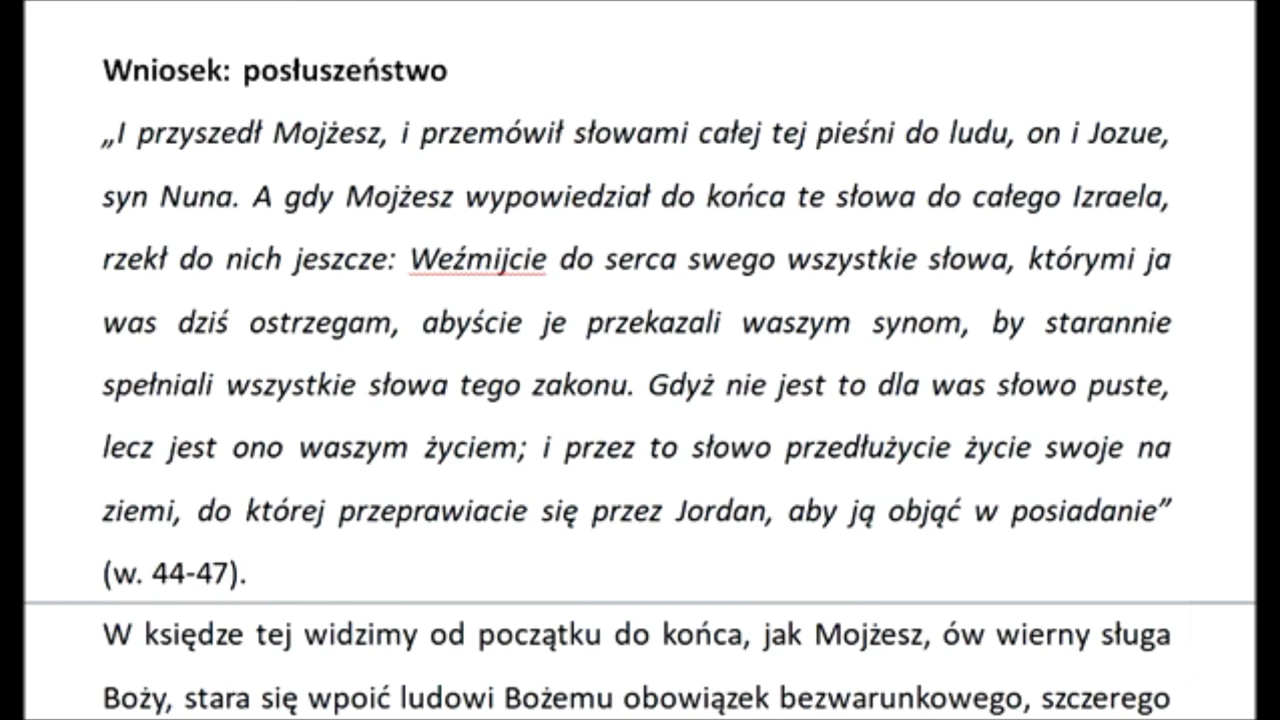 Wniosek: posłuszeństwo
„I przyszedł Mojżesz, i przemówił słowami całej tej pieśni do ludu, on i Jozue,
syn Nuna. A gdy Mojżesz wypowiedział do końca te słowa do całego Izraela,
rzekł do nich jeszcze: Weźmijcie do serca swego wszystkie słowa, którymi ja
was dziś ostrzegam, abyście je przekazali waszym synom, by starannie
spełniali wszystkie słowa tego zakonu. Gdyż nie jest to dla was słowo puste,
lecz jest ono waszym życiem; i przez to słowo przedłużycie życie swoje na
ziemi, do której przeprawiacie się przez Jordan, aby ją objąć w posiadanie”
(w. 44-47).
W księdze tej widzimy od początku do końca, jak Mojżesz, ów wierny sługa
Boży, stara się wpoić ludowi Bożemu obowiązek bezwarunkowego, szczerego